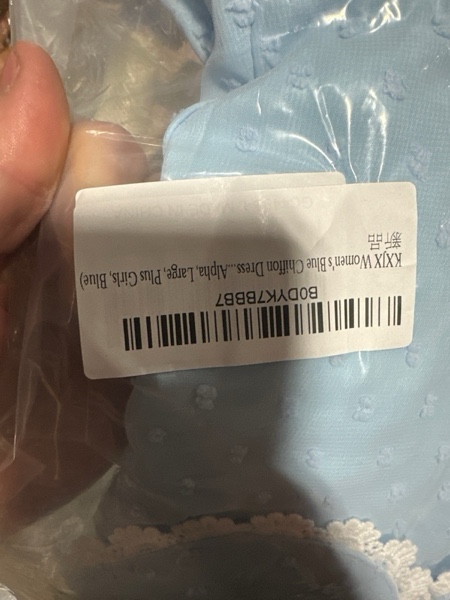 B0DYK7BBB7
KXJX Women's Blue Chiffon Dress....Alpha, Large, Plus Girls, Blue)
新品